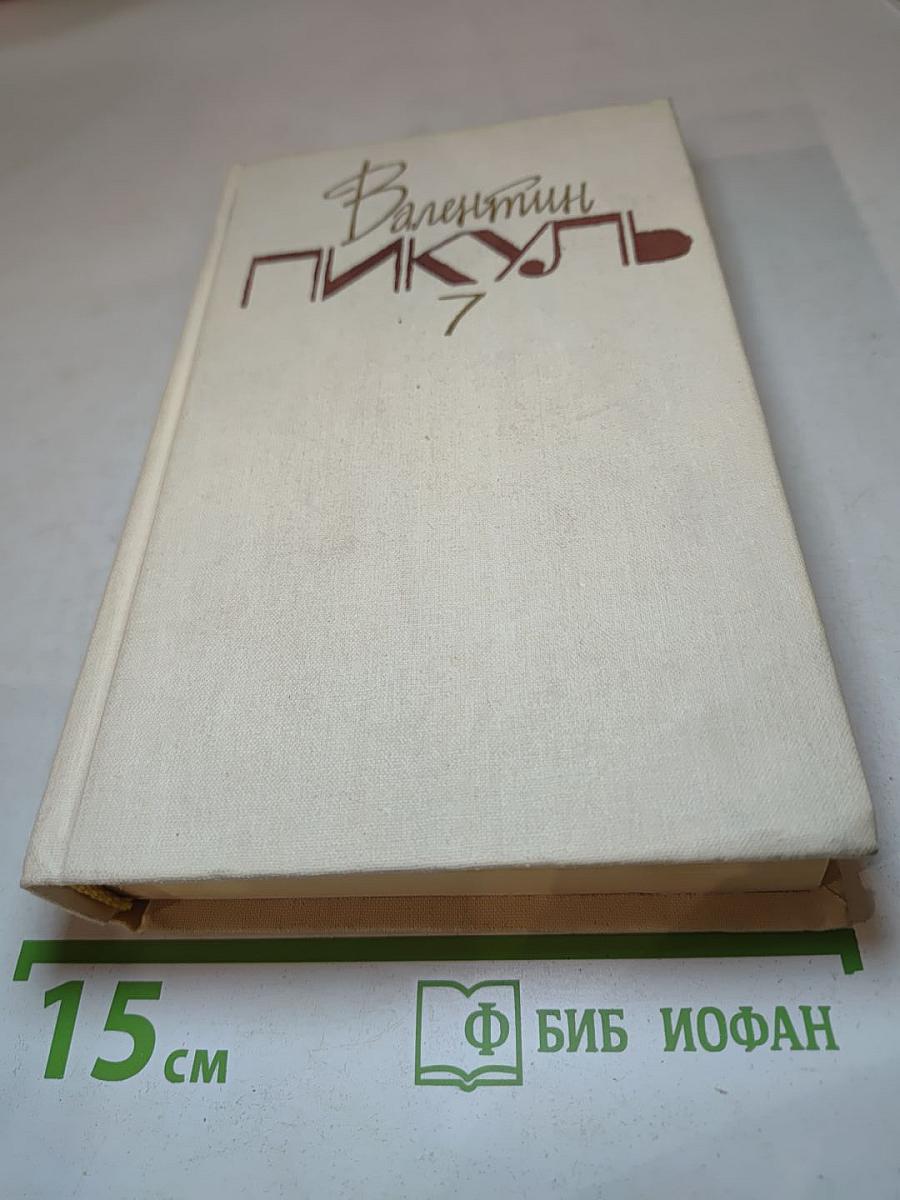 Валентин
ПИКУЛЬ
7
15 см
Ф БИБ ИОФАН